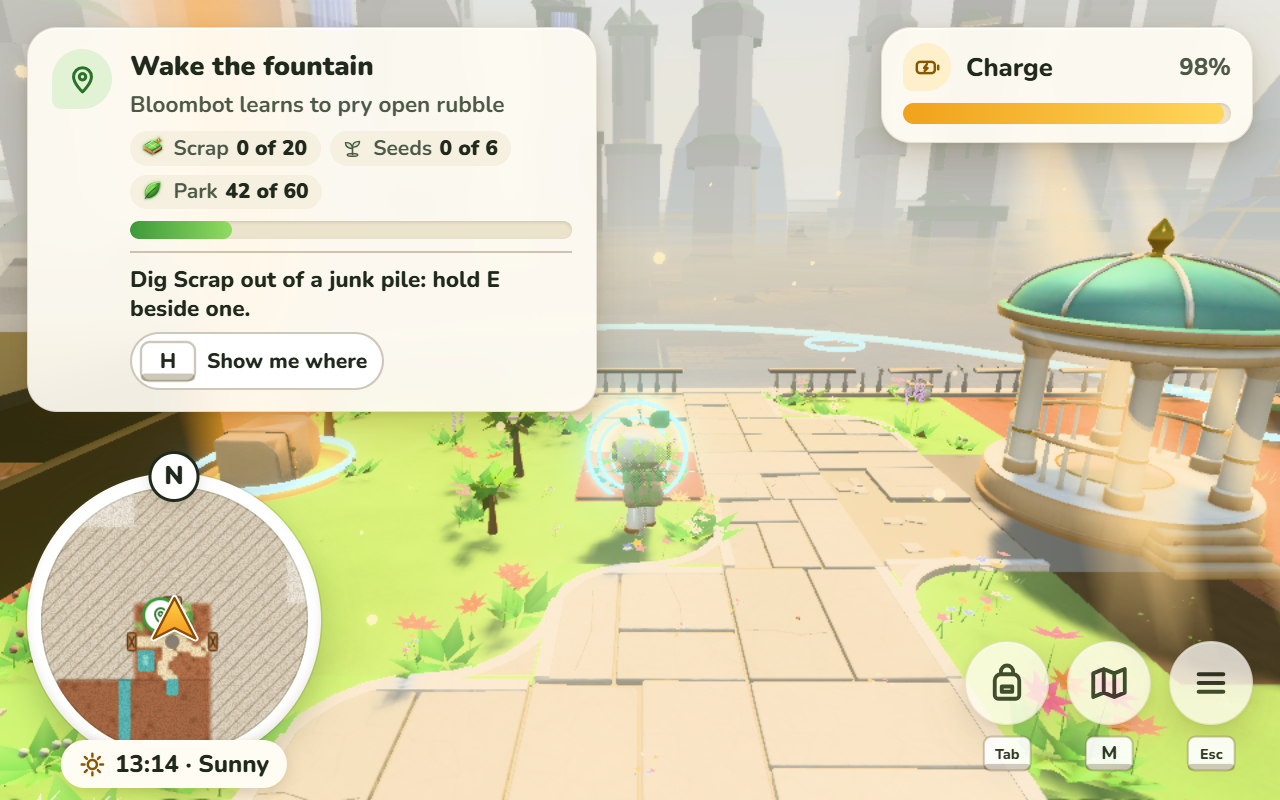 Wake the fountain
Bloombot learns to pry open rubble
Scrap 0 of 20
Seeds 0 of 6
Park 42 of 60
Dig Scrap out of a junk pile: hold E
beside one.
H Show me where
Charge 98%
N
13:14 · Sunny
Tab
M
Esc